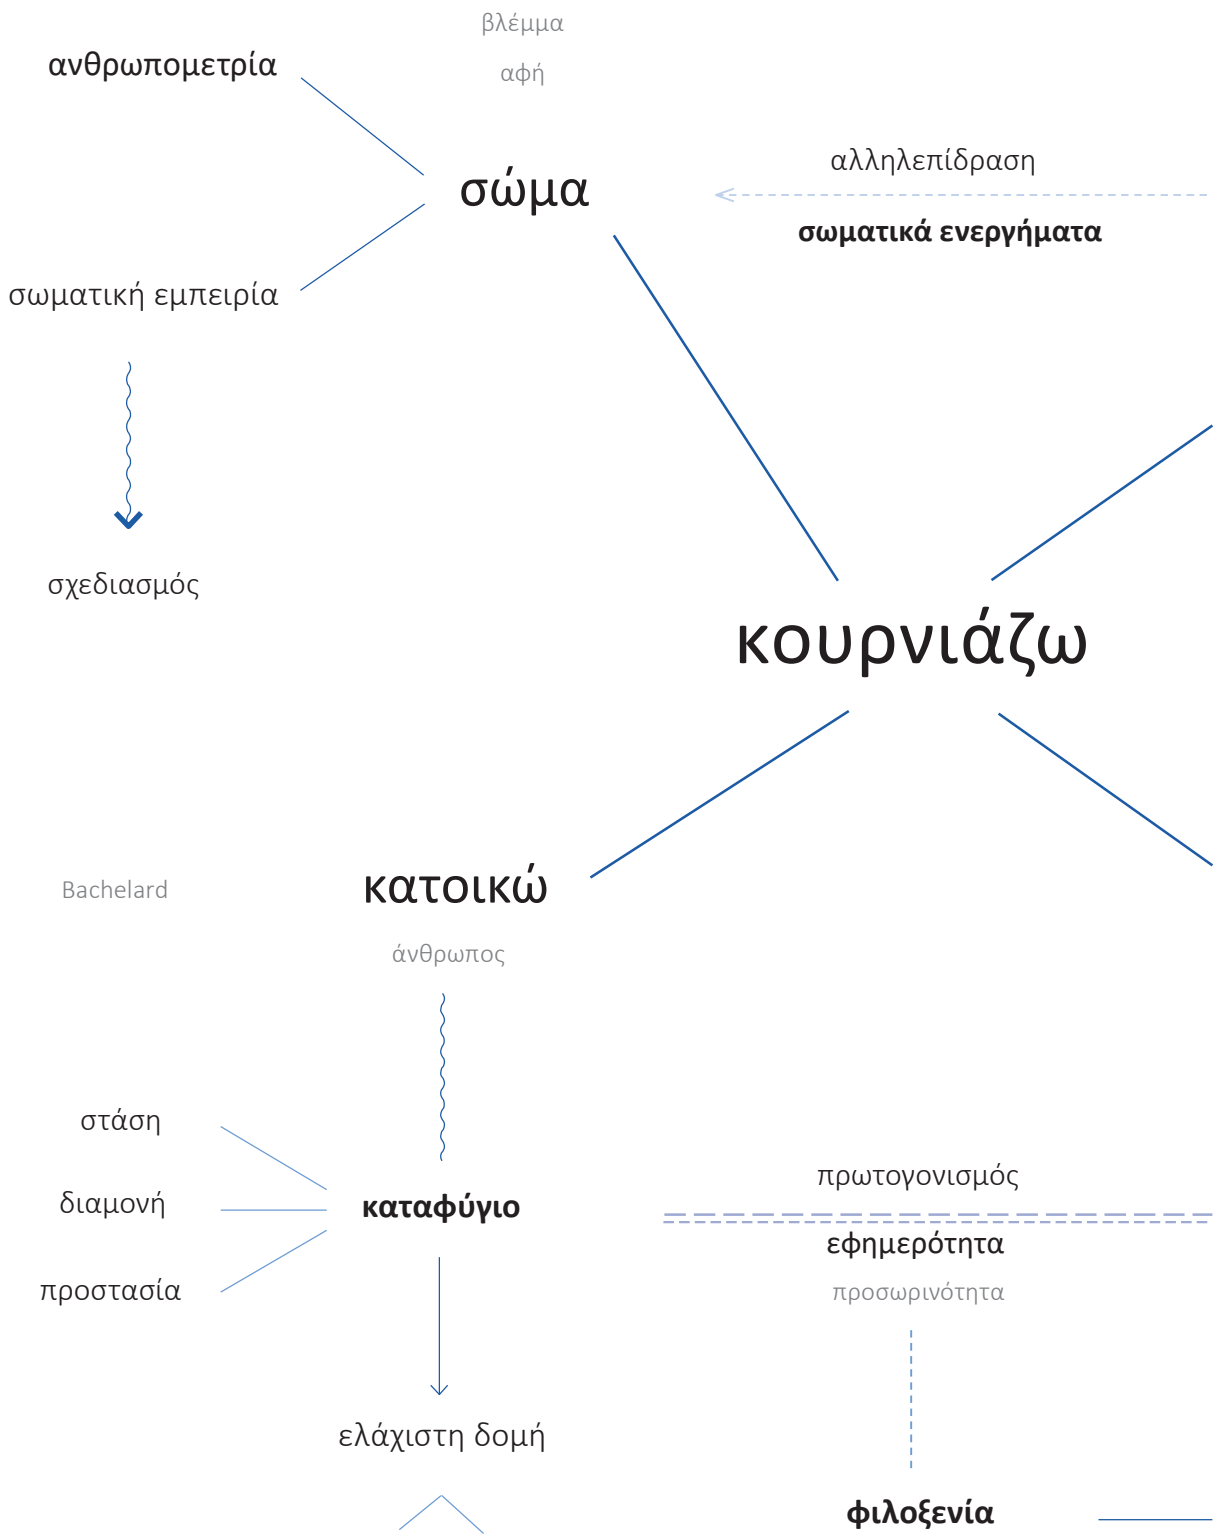 βλέμμα
ανθρωπομετρία
αφή
αλληλεπίδραση
σώμα
σωματικά ενεργήματα
σωματική εμπειρία
σχεδιασμός
κουρνιάζω
Bachelard
κατοικώ
άνθρωπος
στάση
πρωτογονισμός
διαμονή
καταφύγιο
εφημερότητα
προστασία
προσωρινότητα
ελάχιστη δομή
φιλοξενία